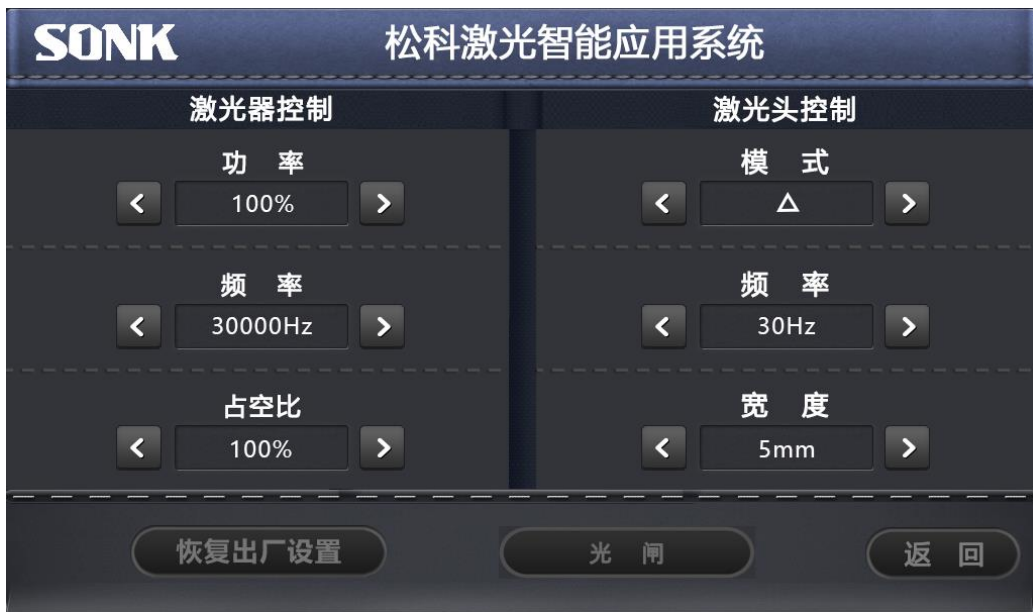 SONK
松科激光智能应用系统
激光器控制
功 率
100%
频 率
30000Hz
占空比
100%
激光头控制
模 式
△
频 率
30Hz
宽 度
5mm
恢复出厂设置
光 闸
返 回